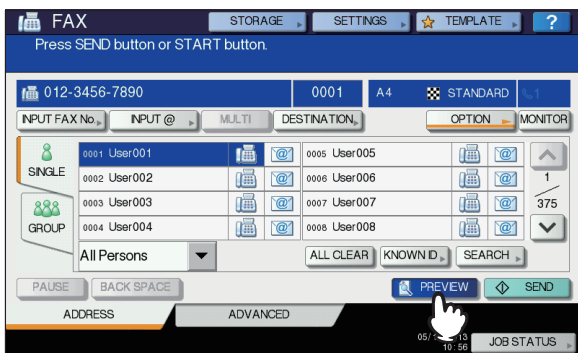 FAX STORAGE SETTINGS TEMPLATE ?
Press SEND button or START button.
012-3456-7890 0001 A4 STANDARD 1
INPUT FAX No. INPUT @ MULTI DESTINATION OPTION MONITOR
SINGLE
GROUP
0001 User001
0002 User002
0003 User003
0004 User004
0005 User005
0006 User006
0007 User007
0008 User008
1
375
All Persons ALL CLEAR KNOWN ID SEARCH
PAUSE BACK SPACE PREVIEW SEND
ADDRESS ADVANCED
10:56 JOB STATUS